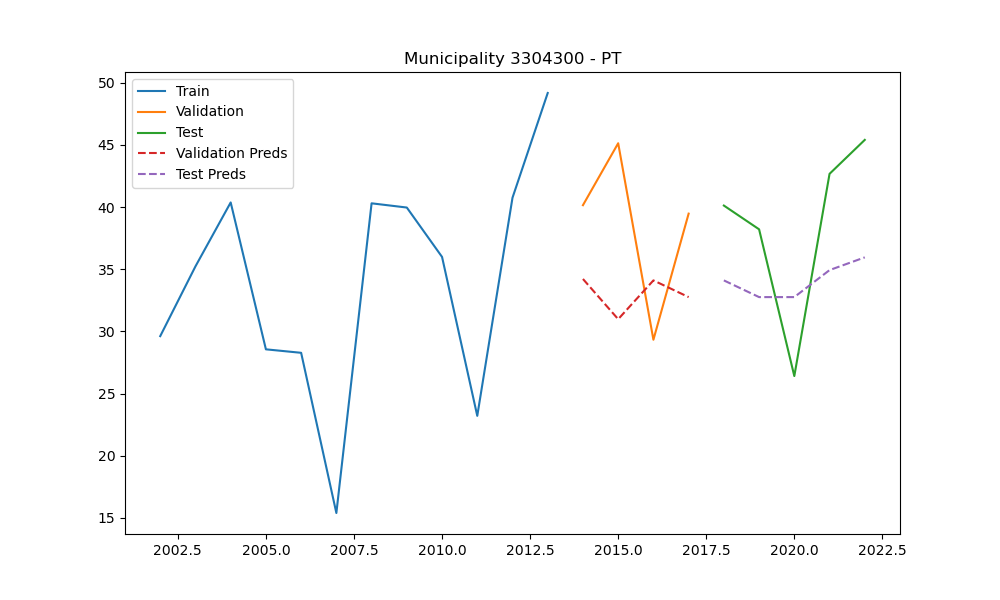 Municipality 3304300 - PT
Train
Validation
Test
Validation Preds
Test Preds
50
45
40
35
30
25
20
15
2002.5 2005.0 2007.5 2010.0 2012.5 2015.0 2017.5 2020.0 2022.5